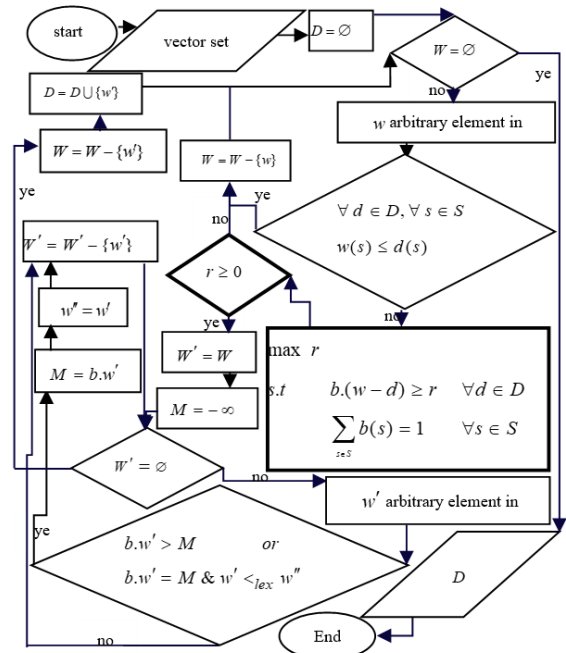 start
vector set
D = ∅
W = ∅
ye
no
D = D ∪ {w'}
w arbitrary element in
W = W − {w'}
W = W − {w}
ye
ye
no
∀ d ∈ D, ∀ s ∈ S
w(s) ≤ d(s)
W' = W' − {w'}
r ≥ 0
w'' = w'
ye
no
max r
W' = W
M = b.w'
s.t b.(w − d) ≥ r ∀d ∈ D
M = −∞
∑ b(s) = 1 ∀s ∈ S
s∈S
W' = ∅
no
w' arbitrary element in
ye
b.w' > M or
b.w' = M & w' <lex w''
D
no
End